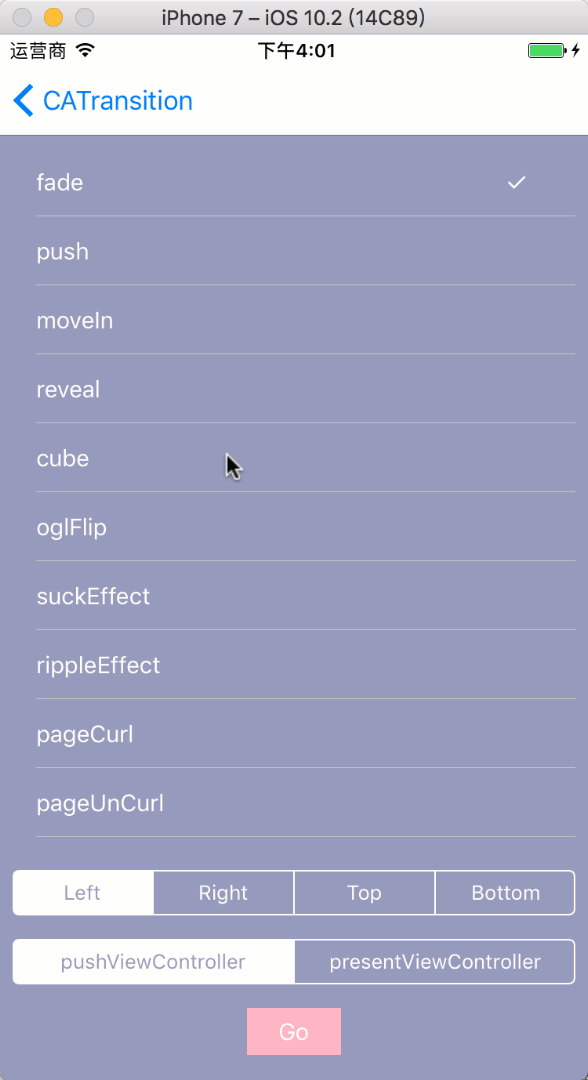 iPhone 7 – iOS 10.2 (14C89)
运营商 下午4:01
CATransition
fade
push
moveIn
reveal
cube
oglFlip
suckEffect
rippleEffect
pageCurl
pageUnCurl
Left Right Top Bottom
pushViewController presentViewController
Go